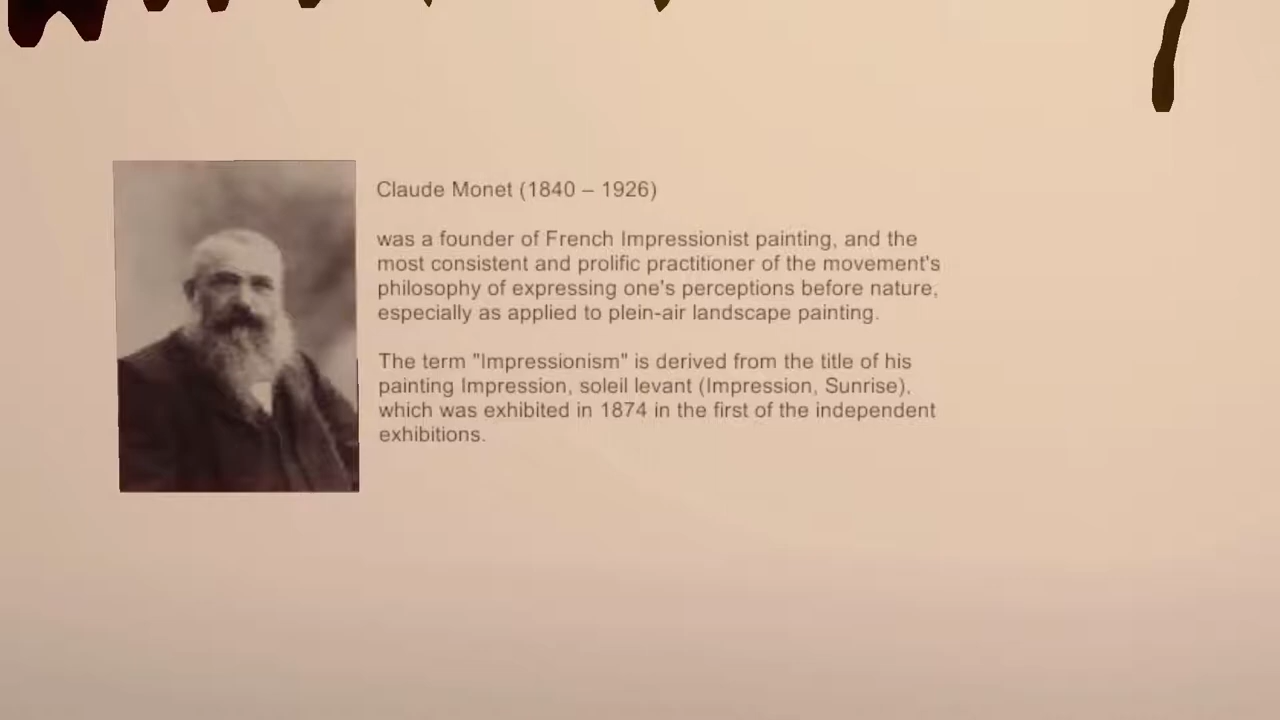 Claude Monet (1840 – 1926)
was a founder of French Impressionist painting, and the
most consistent and prolific practitioner of the movement's
philosophy of expressing one's perceptions before nature,
especially as applied to plein-air landscape painting.
The term "Impressionism" is derived from the title of his
painting Impression, soleil levant (Impression, Sunrise),
which was exhibited in 1874 in the first of the independent
exhibitions.